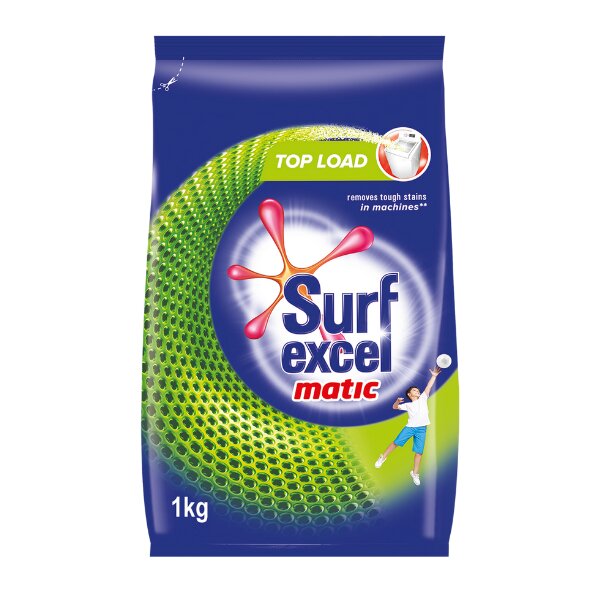 TOP LOAD
removes tough stains
in machines**
Surf
excel
matic
1kg